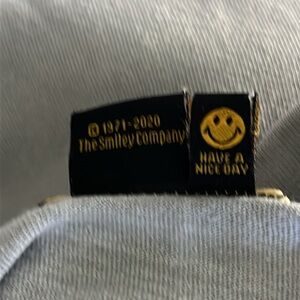 © 1971-2020
The Smiley Company
HAVE A
NICE DAY